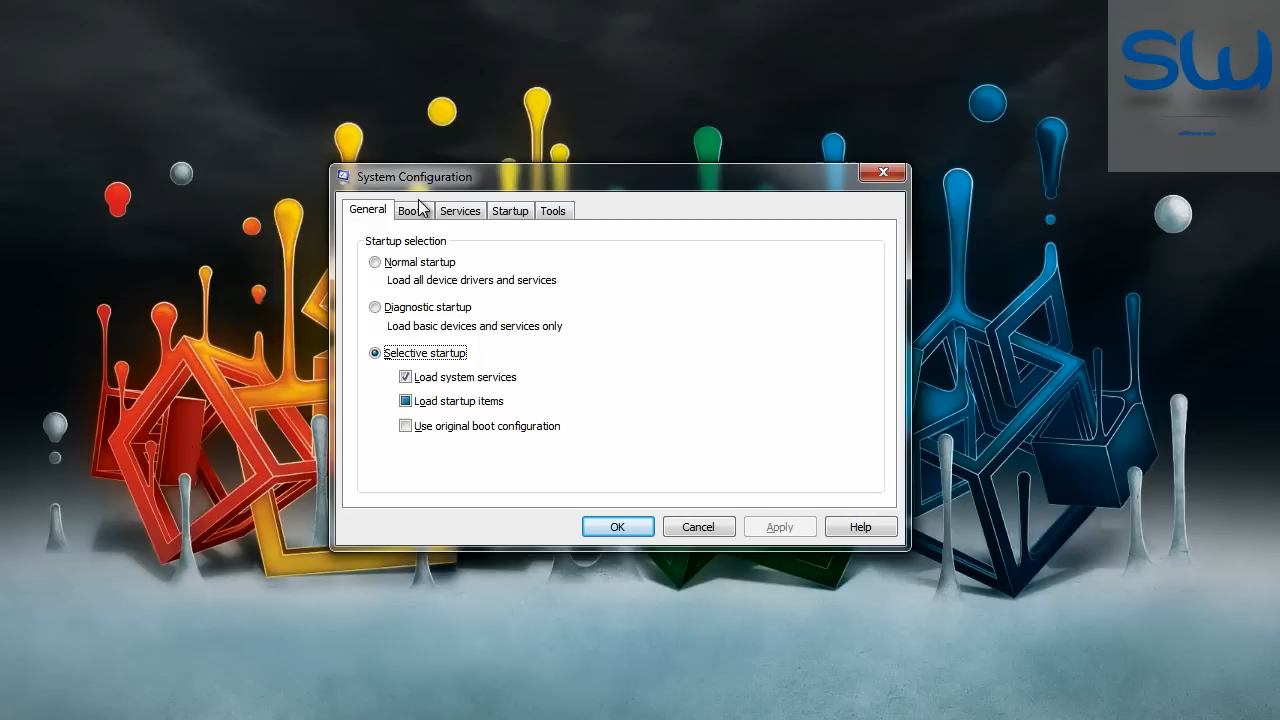 SW
System Configuration
General
Boot
Services
Startup
Tools
Startup selection
Normal startup
Load all device drivers and services
Diagnostic startup
Load basic devices and services only
Selective startup
Load system services
Load startup items
Use original boot configuration
OK
Cancel
Apply
Help